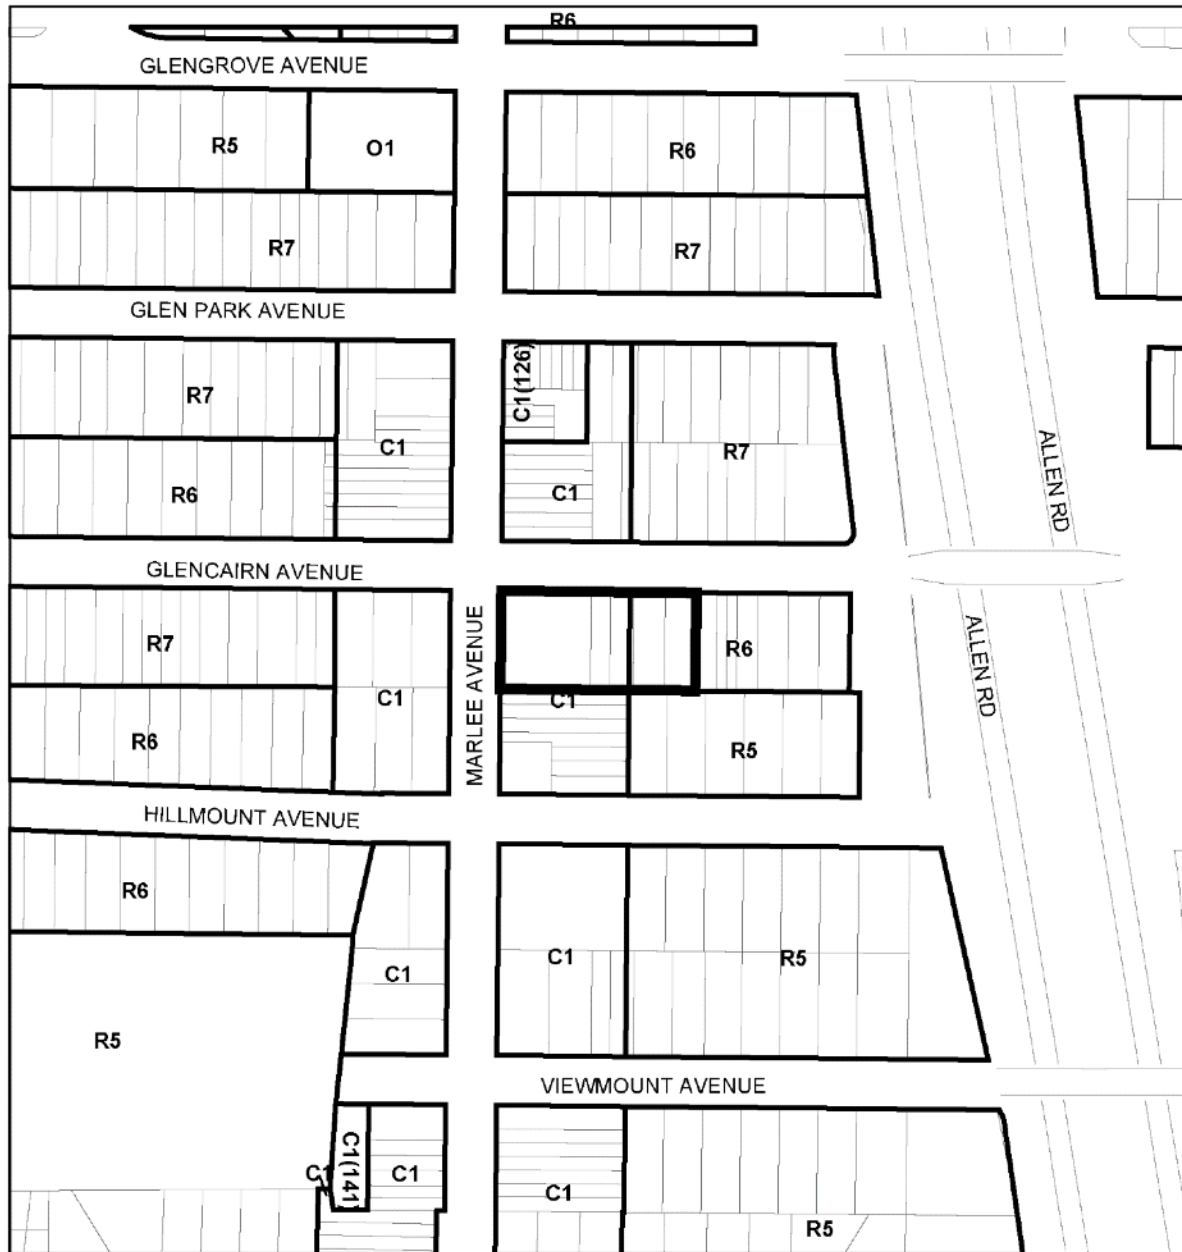 R6
GLENGROVE AVENUE
R5
O1
R6
R7
R7
GLEN PARK AVENUE
R7
C1(126)
C1
R7
R6
C1
ALLEN RD
GLENCAIRN AVENUE
R7
MARLEE AVENUE
R6
ALLEN RD
C1
C1
R6
R5
HILLMOUNT AVENUE
R6
C1
C1
R5
R5
VIEWMOUNT AVENUE
C1
C1(141)
C1
C1
R5